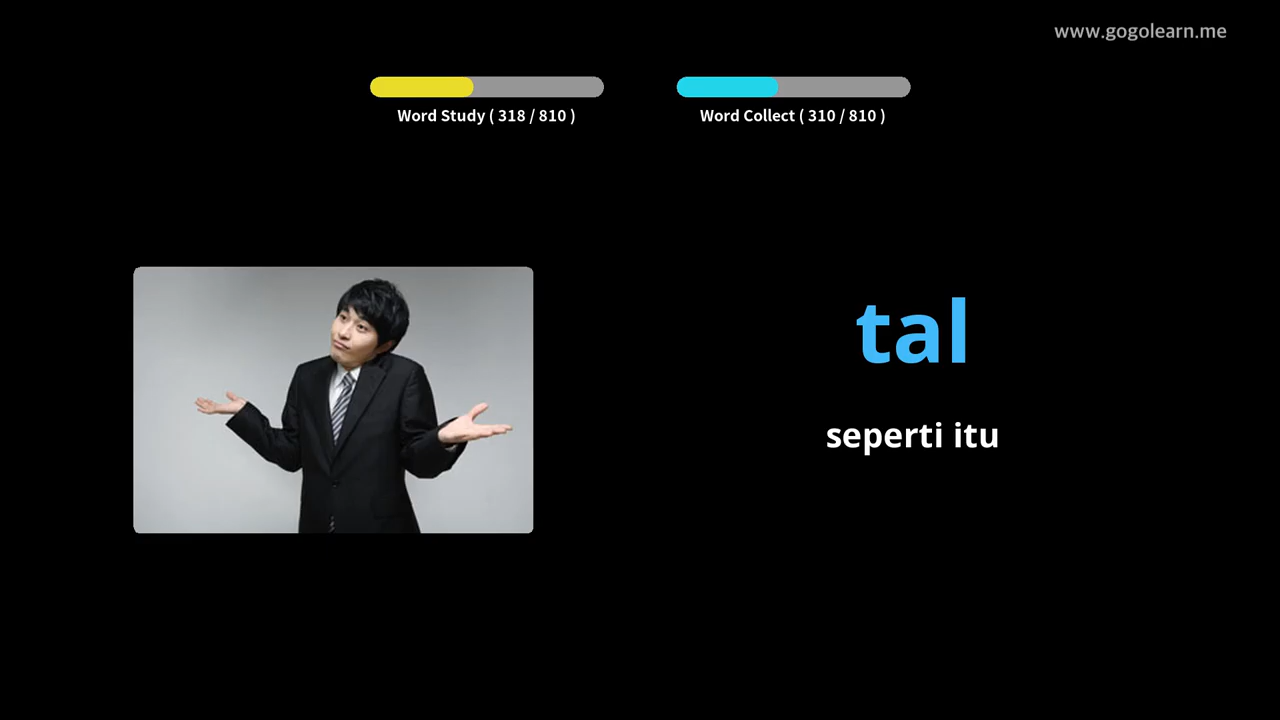 www.gogolearn.me
Word Study ( 318 / 810 )
Word Collect ( 310 / 810 )
tal
seperti itu